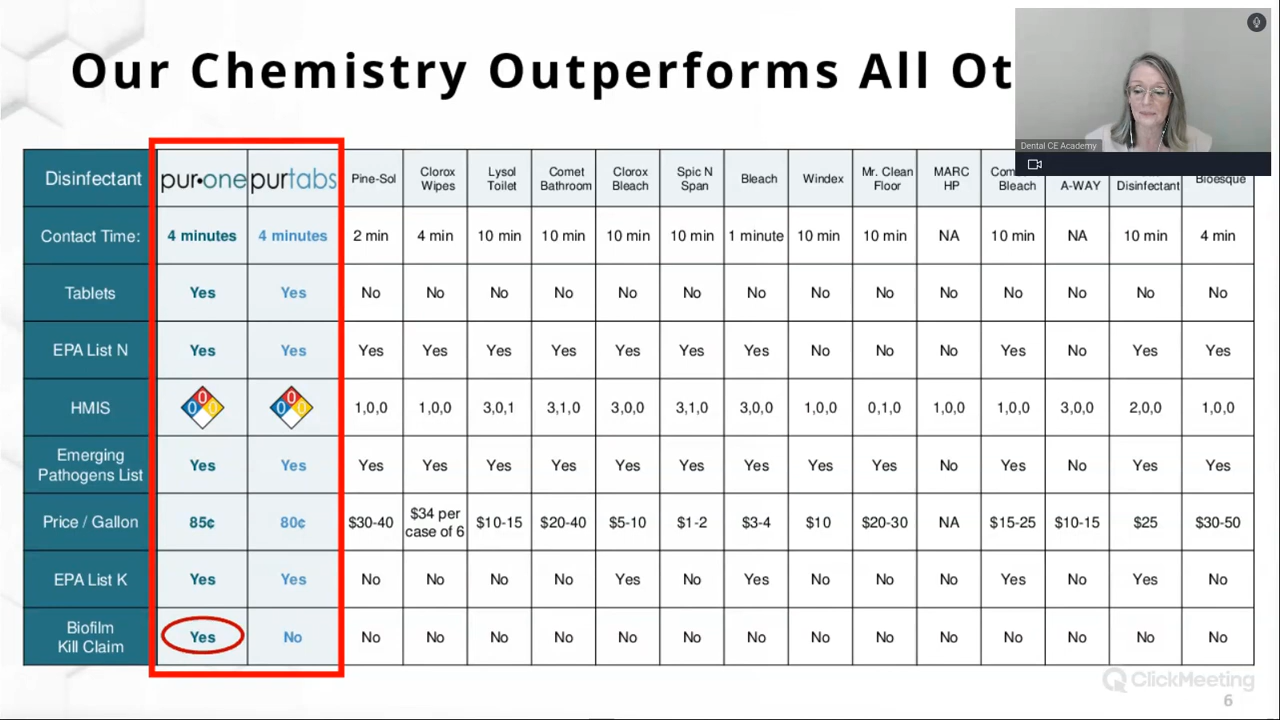 Our Chemistry Outperforms All Ot
Dental CE Academy
Disinfectant pur•one purtabs Pine-Sol Clorox Wipes Lysol Toilet Comet Bathroom Clorox Bleach Spic N Span Bleach Windex Mr. Clean Floor MARC HP Bleach A-WAY Disinfectant Bioesque
Contact Time: 4 minutes 4 minutes 2 min 4 min 10 min 10 min 10 min 10 min 1 minute 10 min 10 min NA 10 min NA 10 min 4 min
Tablets Yes Yes No No No No No No No No No No No No No No
EPA List N Yes Yes Yes Yes Yes Yes Yes Yes Yes No No No Yes No Yes Yes
HMIS 0 0 0 0 0 0 1,0,0 1,0,0 3,0,1 3,1,0 3,0,0 3,1,0 3,0,0 1,0,0 0,1,0 1,0,0 1,0,0 3,0,0 2,0,0 1,0,0
Emerging Pathogens List Yes Yes Yes Yes Yes Yes Yes Yes Yes Yes Yes No Yes No Yes Yes
Price / Gallon 85¢ 80¢ $30-40 $34 per case of 6 $10-15 $20-40 $5-10 $1-2 $3-4 $10 $20-30 NA $15-25 $10-15 $25 $30-50
EPA List K Yes Yes No No No No Yes No Yes No No No Yes No Yes No
Biofilm Kill Claim Yes No No No No No No No No No No No No No No No
ClickMeeting
6